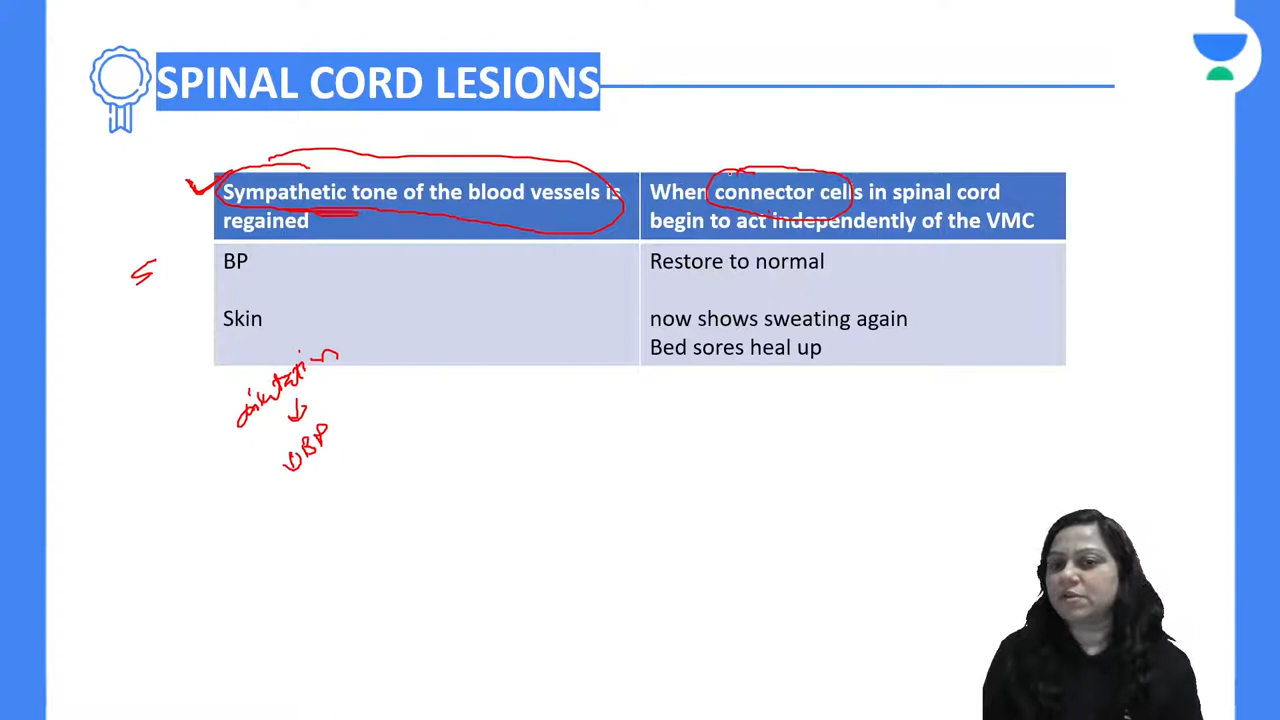 SPINAL CORD LESIONS
Sympathetic tone of the blood vessels is
regained
When connector cells in spinal cord
begin to act independently of the VMC
BP
Restore to normal
Skin
now shows sweating again
Bed sores heal up